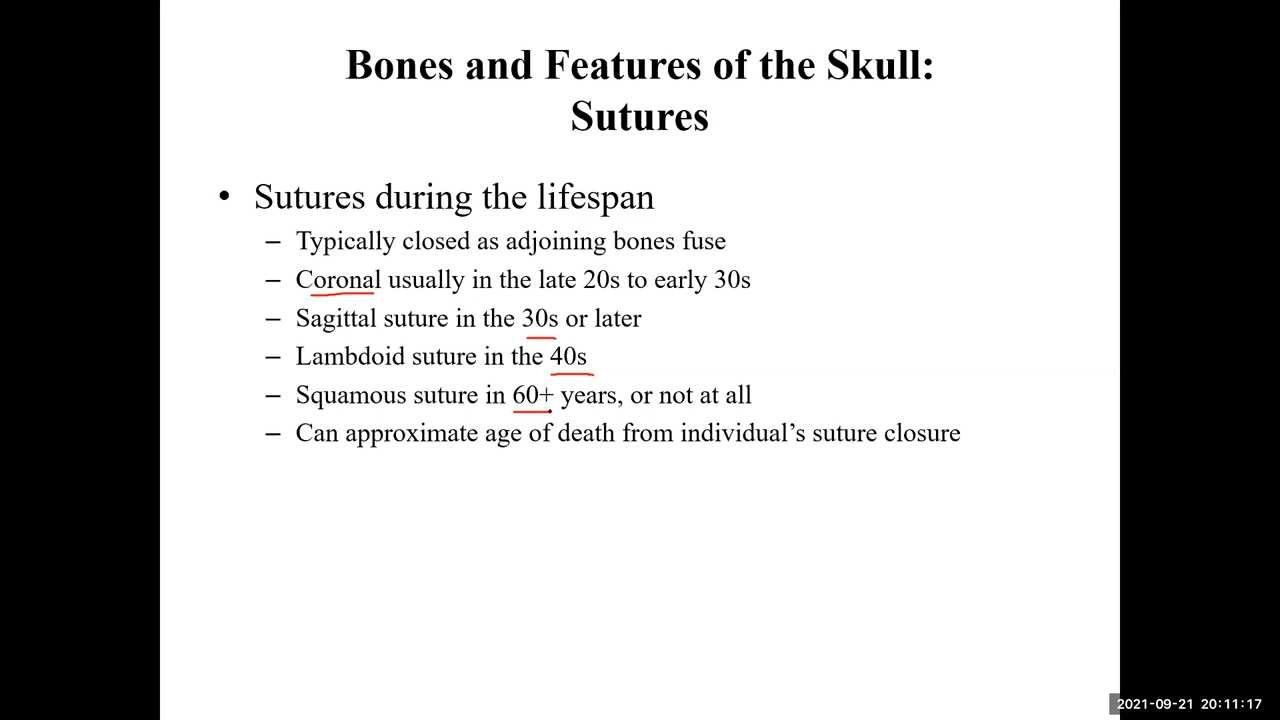 Bones and Features of the Skull:
Sutures
• Sutures during the lifespan
– Typically closed as adjoining bones fuse
– Coronal usually in the late 20s to early 30s
– Sagittal suture in the 30s or later
– Lambdoid suture in the 40s
– Squamous suture in 60+ years, or not at all
– Can approximate age of death from individual’s suture closure
2021-09-21 20:11:17